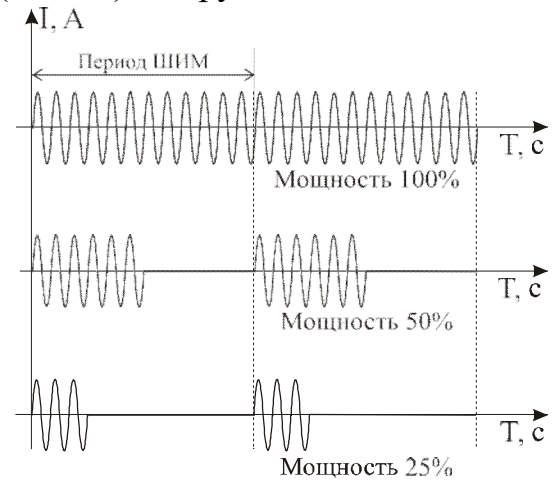 I, А
Период ШИМ
Т, с
Мощность 100%
Т, с
Мощность 50%
Т, с
Мощность 25%